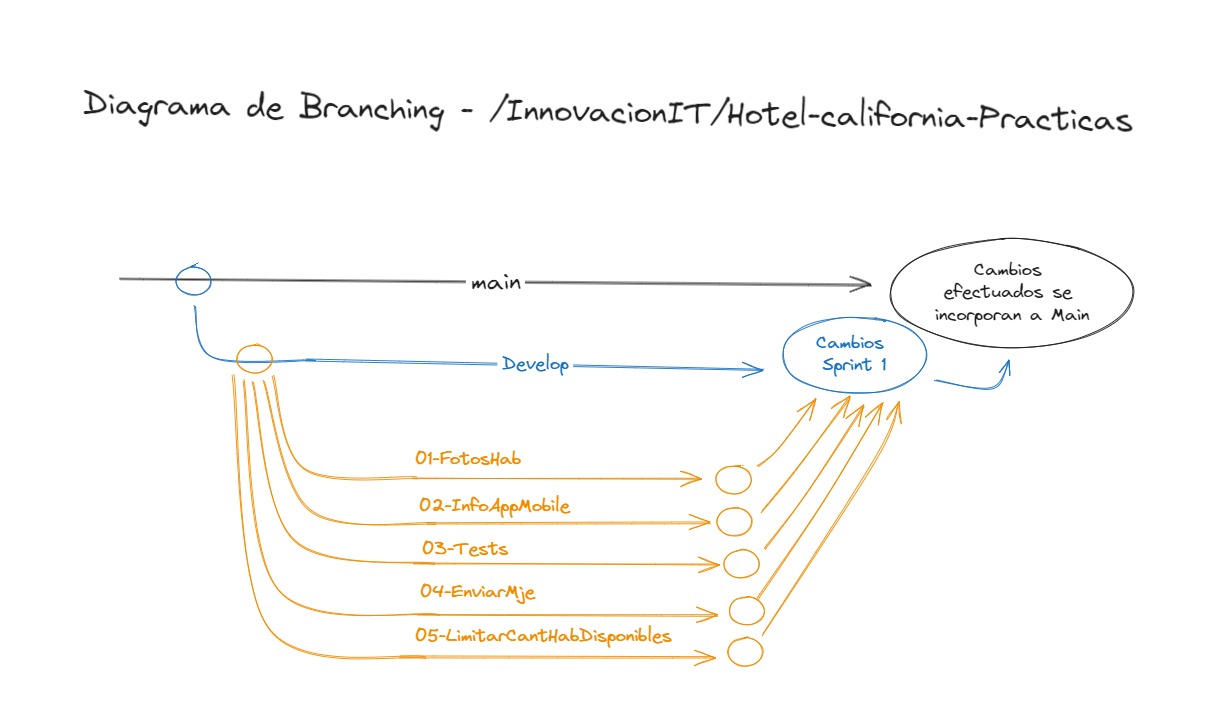 Diagrama de Branching - /InnovacionIT/Hotel-california-Practicas
main
Cambios
efectuados se
incorporan a Main
Develop
Cambios
Sprint 1
01-FotosHab
02-InfoAppMobile
03-Tests
04-EnviarMje
05-LimitarCantHabDisponibles